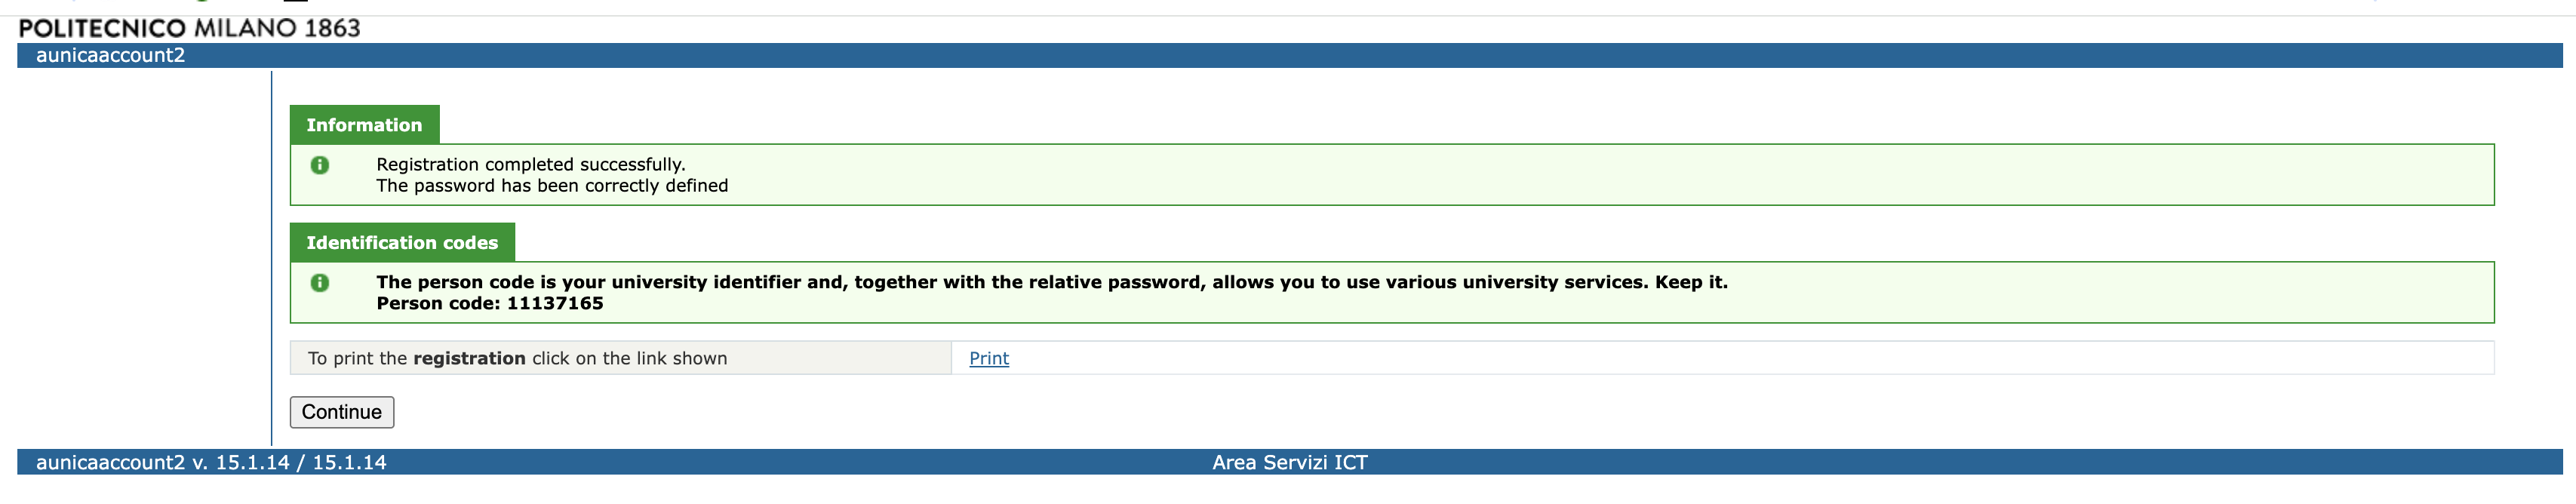 POLITECNICO MILANO 1863
aunicaaccount2
Information
Registration completed successfully.
The password has been correctly defined
Identification codes
The person code is your university identifier and, together with the relative password, allows you to use various university services. Keep it.
Person code: 11137165
To print the registration click on the link shown
Print
Continue
aunicaaccount2 v. 15.1.14 / 15.1.14
Area Servizi ICT